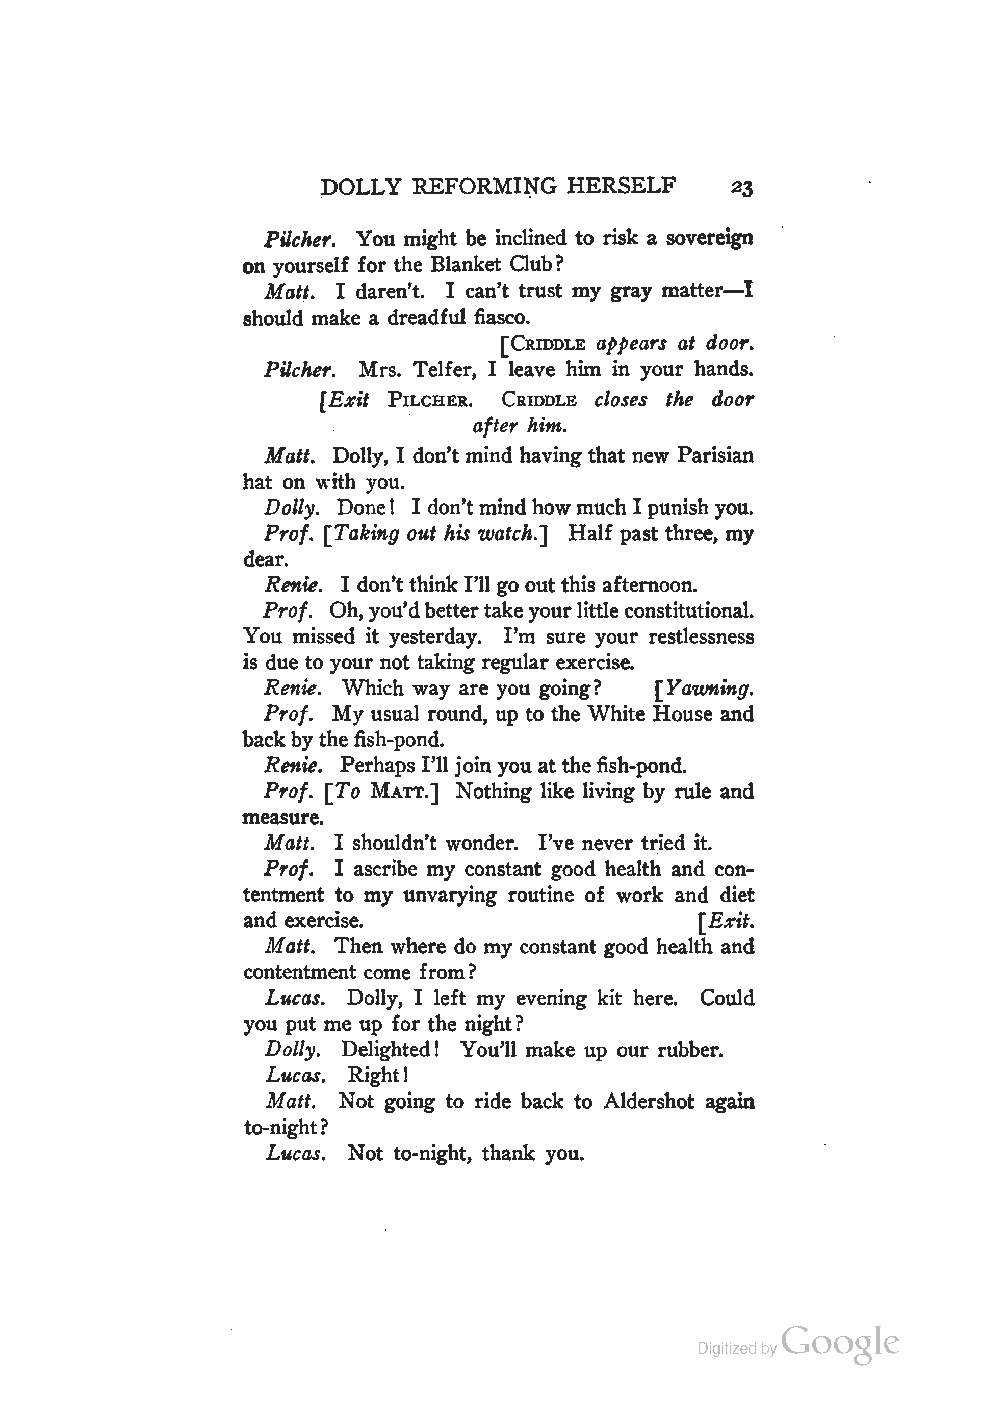 DOLLY REFORMING HERSELF 23
Pilcher. You might be inclined to risk a sovereign
on yourself for the Blanket Club?
Matt. I daren't. I can't trust my gray matter—I
should make a dreadful fiasco.
[CRIDDLE appears at door.
Pilcher. Mrs. Telfer, I leave him in your hands.
[Exit PILCHER. CRIDDLE closes the door
after him.
Matt. Dolly, I don't mind having that new Parisian
hat on with you.
Dolly. Done! I don't mind how much I punish you.
Prof. [Taking out his watch.] Half past three, my
dear.
Renie. I don't think I'll go out this afternoon.
Prof. Oh, you'd better take your little constitutional.
You missed it yesterday. I'm sure your restlessness
is due to your not taking regular exercise.
Renie. Which way are you going? [Yawning.
Prof. My usual round, up to the White House and
back by the fish-pond.
Renie. Perhaps I'll join you at the fish-pond.
Prof. [To MATT.] Nothing like living by rule and
measure.
Matt. I shouldn't wonder. I've never tried it.
Prof. I ascribe my constant good health and con-
tentment to my unvarying routine of work and diet
and exercise. [Exit.
Matt. Then where do my constant good health and
contentment come from?
Lucas. Dolly, I left my evening kit here. Could
you put me up for the night?
Dolly. Delighted! You'll make up our rubber.
Lucas. Right!
Matt. Not going to ride back to Aldershot again
to-night?
Lucas. Not to-night, thank you.
Digitized by Google